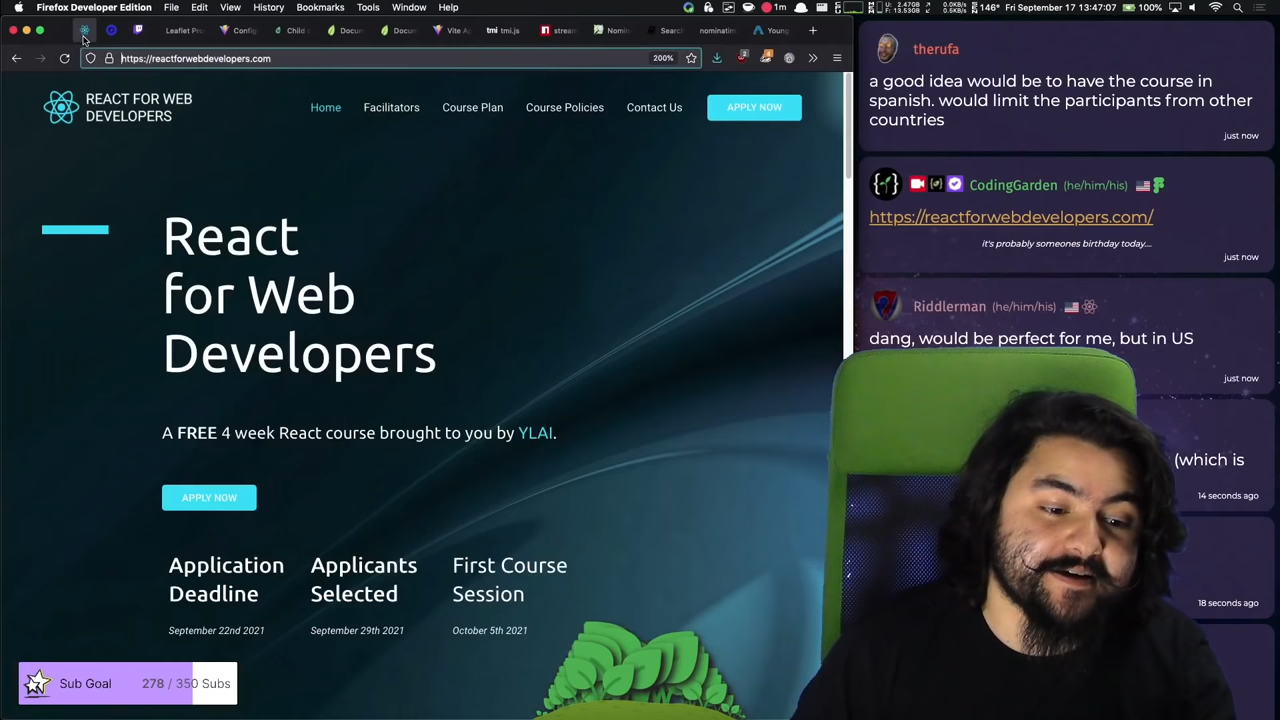 Firefox Developer Edition File Edit View History Bookmarks Tools Window Help
1m 146° Fri September 17 13:47:07 100%
Leaflet Pro Config Child c Docum Docum Vite A tmi tmi.js stream Nomin Search nominatim Young
https://reactforwebdevelopers.com 200%
REACT FOR WEB
DEVELOPERS
Home Facilitators Course Plan Course Policies Contact Us APPLY NOW
React
for Web
Developers
A FREE 4 week React course brought to you by YLAI.
APPLY NOW
Application
Deadline
September 22nd 2021
Applicants
Selected
September 29th 2021
First Course
Session
October 5th 2021
Sub Goal 278 / 350 Subs
therufa
a good idea would be to have the course in
spanish. would limit the participants from other
countries
just now
CodingGarden (he/him/his)
https://reactforwebdevelopers.com/
it's probably someones birthday today....
just now
Riddlerman (he/him/his)
dang, would be perfect for me, but in US
just now
(which is
14 seconds ago
18 seconds ago